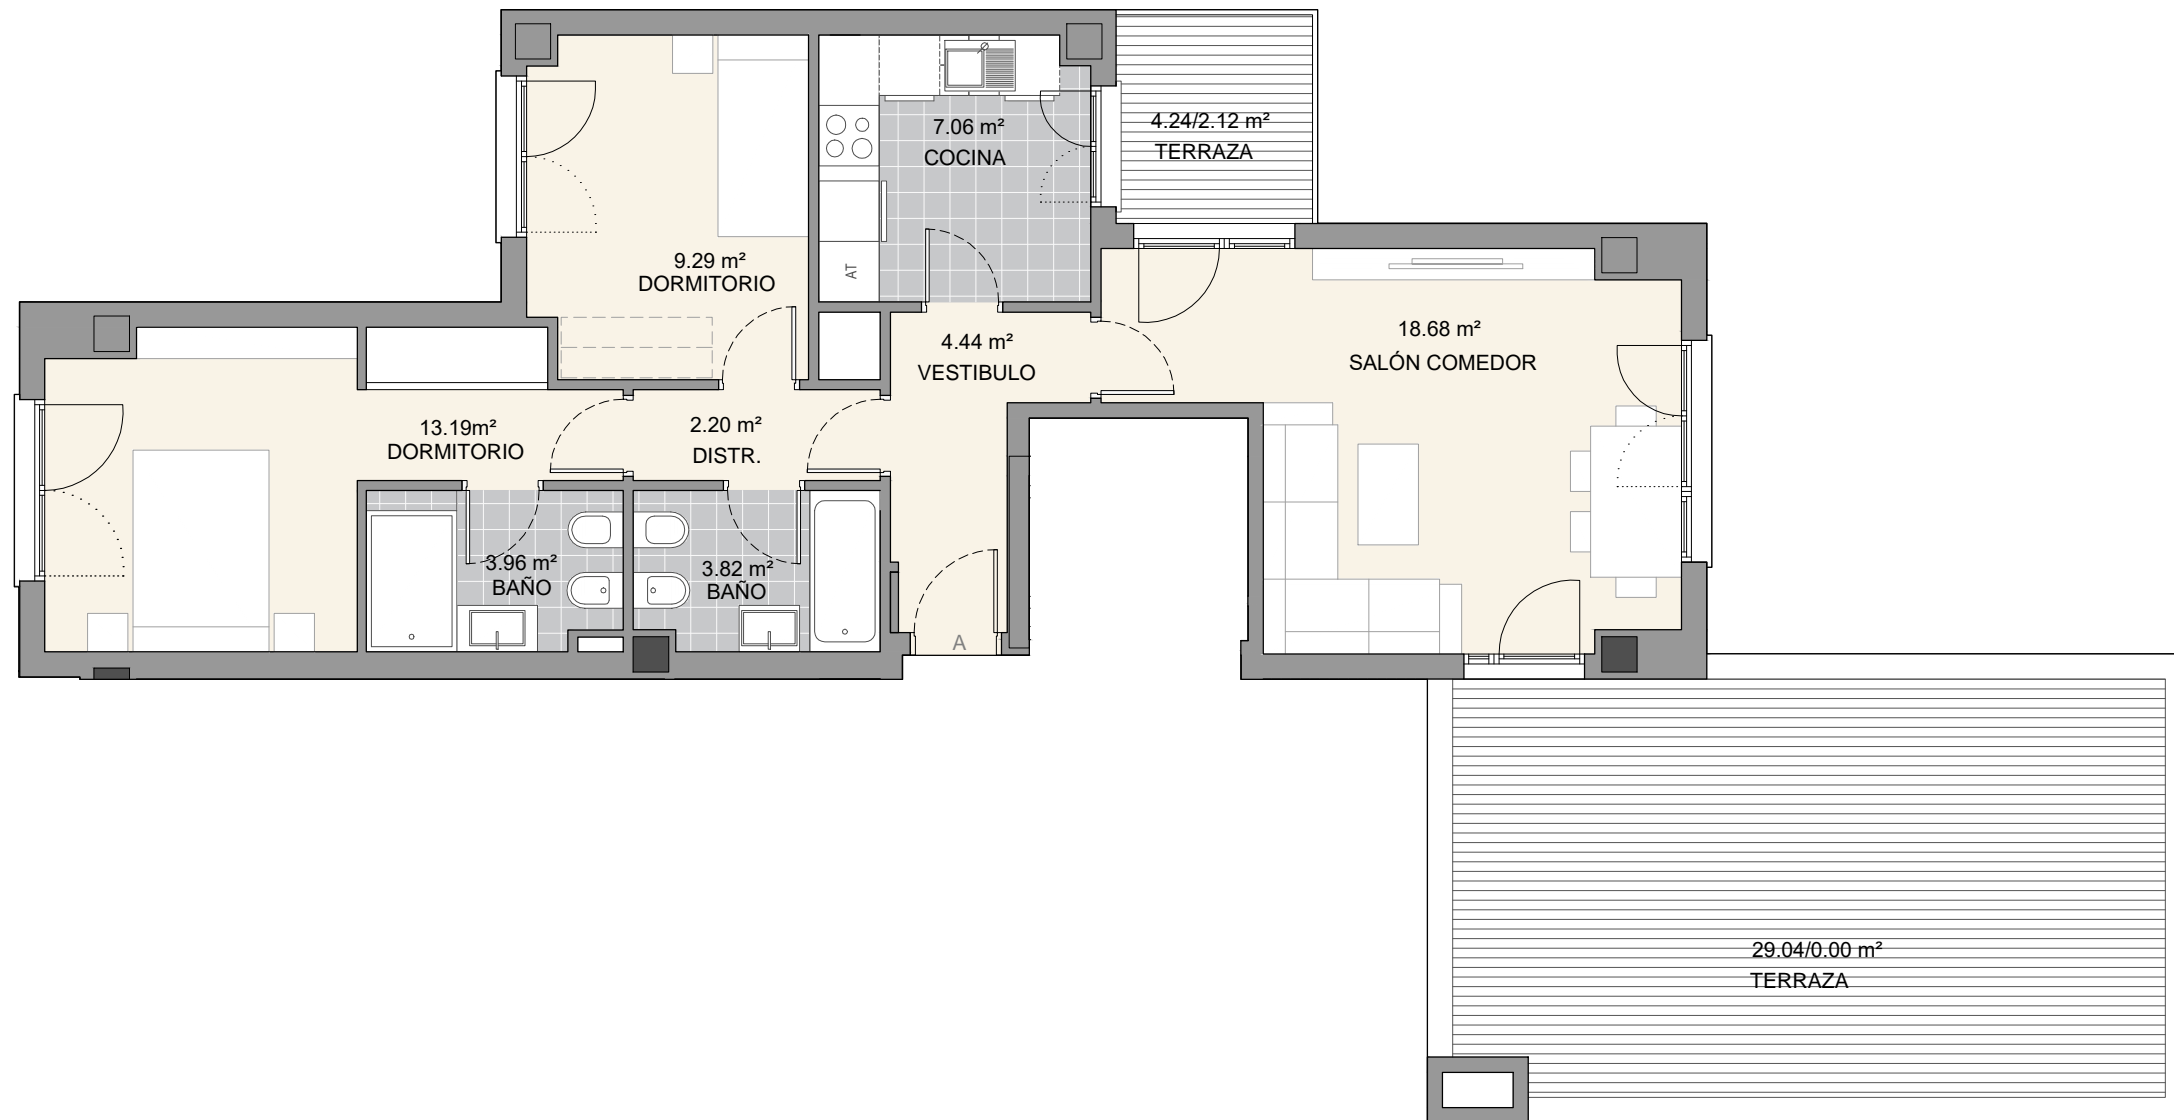 7.06 m²
COCINA
4.24/2.12 m²
TERRAZA
9.29 m²
DORMITORIO
AT
4.44 m²
VESTIBULO
18.68 m²
SALÓN COMEDOR
13.19m²
DORMITORIO
2.20 m²
DISTR.
3.96 m²
BAÑO
3.82 m²
BAÑO
A
29.04/0.00 m²
TERRAZA